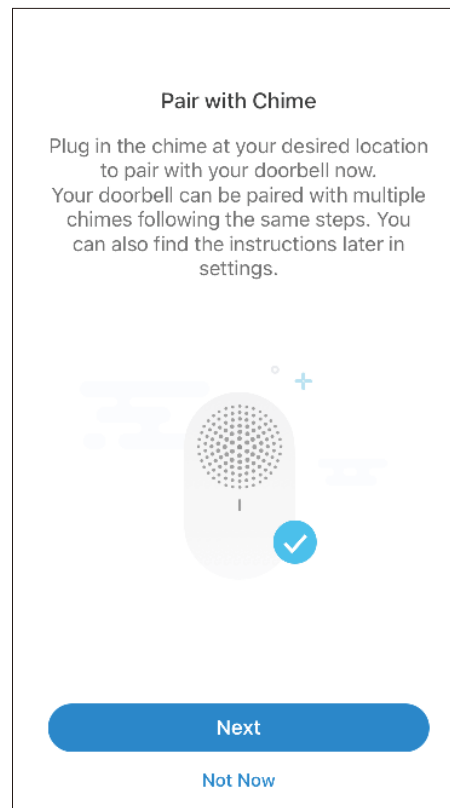 Pair with Chime
Plug in the chime at your desired location
to pair with your doorbell now.
Your doorbell can be paired with multiple
chimes following the same steps. You
can also find the instructions later in
settings.
Next
Not Now